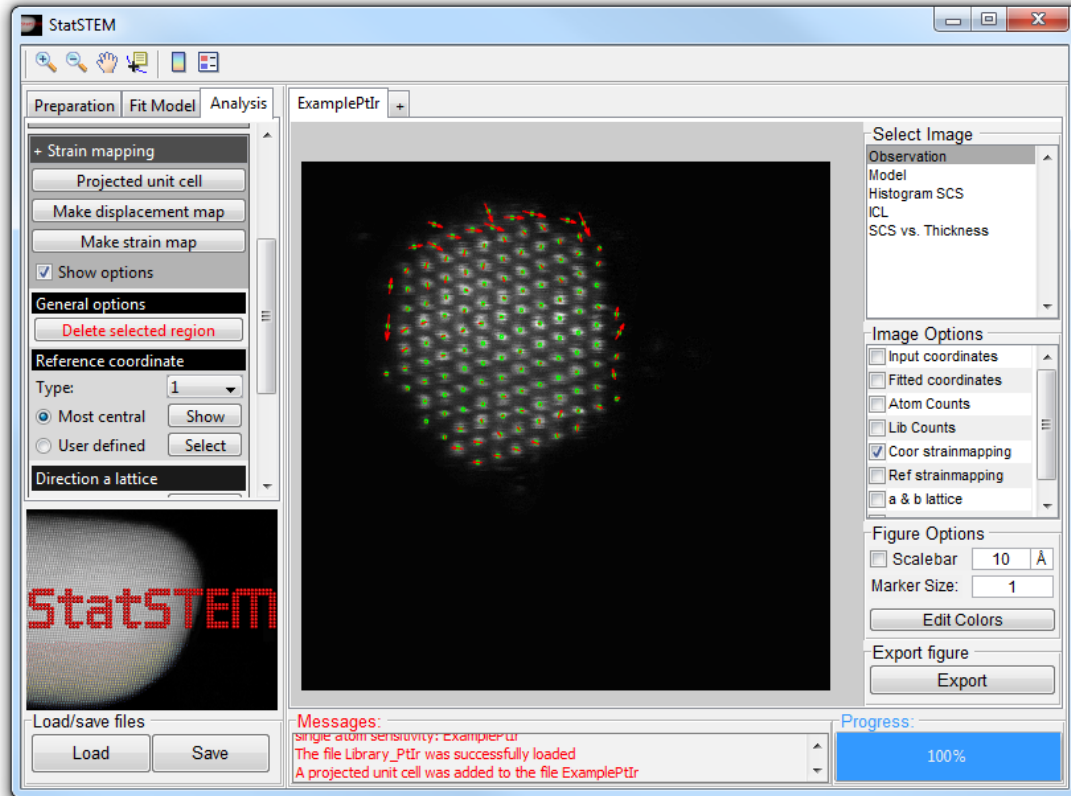 StatSTEM
Preparation Fit Model Analysis
+ Strain mapping
Projected unit cell
Make displacement map
Make strain map
Show options
General options
Delete selected region
Reference coordinate
Type: 1
Most central Show
User defined Select
Direction a lattice
StatSTEM
Load/save files
Load Save
ExamplePtIr +
Select Image
Observation
Model
Histogram SCS
ICL
SCS vs. Thickness
Image Options
Input coordinates
Fitted coordinates
Atom Counts
Lib Counts
Coor strainmapping
Ref strainmapping
a & b lattice
Figure Options
Scalebar 10 Å
Marker Size: 1
Edit Colors
Export figure
Export
Messages:
single atom sensitivity: ExamplePtIr
The file Library_PtIr was successfully loaded
A projected unit cell was added to the file ExamplePtIr
Progress:
100%